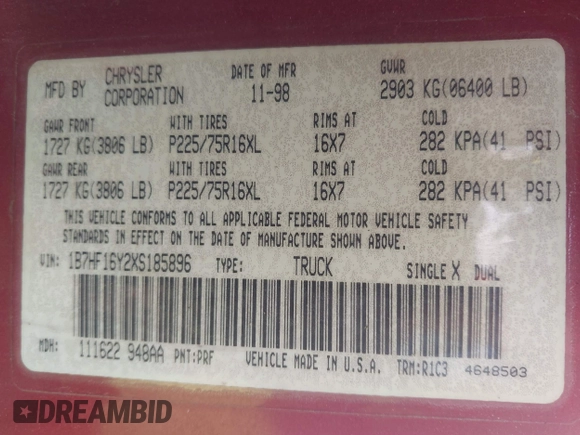 MFD BY CHRYSLER CORPORATION DATE OF MFR 11-98 GVWR 2903 KG(06400 LB)
GAWR FRONT WITH TIRES RIMS AT COLD
1727 KG(3806 LB) P225/75R16XL 16X7 282 KPA(41 PSI)
GAWR REAR WITH TIRES RIMS AT COLD
1727 KG(3806 LB) P225/75R16XL 16X7 282 KPA(41 PSI)
THIS VEHICLE CONFORMS TO ALL APPLICABLE FEDERAL MOTOR VEHICLE SAFETY
STANDARDS IN EFFECT ON THE DATE OF MANUFACTURE SHOWN ABOVE.
VIN: 1B7HF16Y2XS185896 TYPE: TRUCK SINGLE X DUAL
MDH: 111622 948AA PNT:PRF VEHICLE MADE IN U.S.A. TRM:R1C3 4648503
DREAMBID